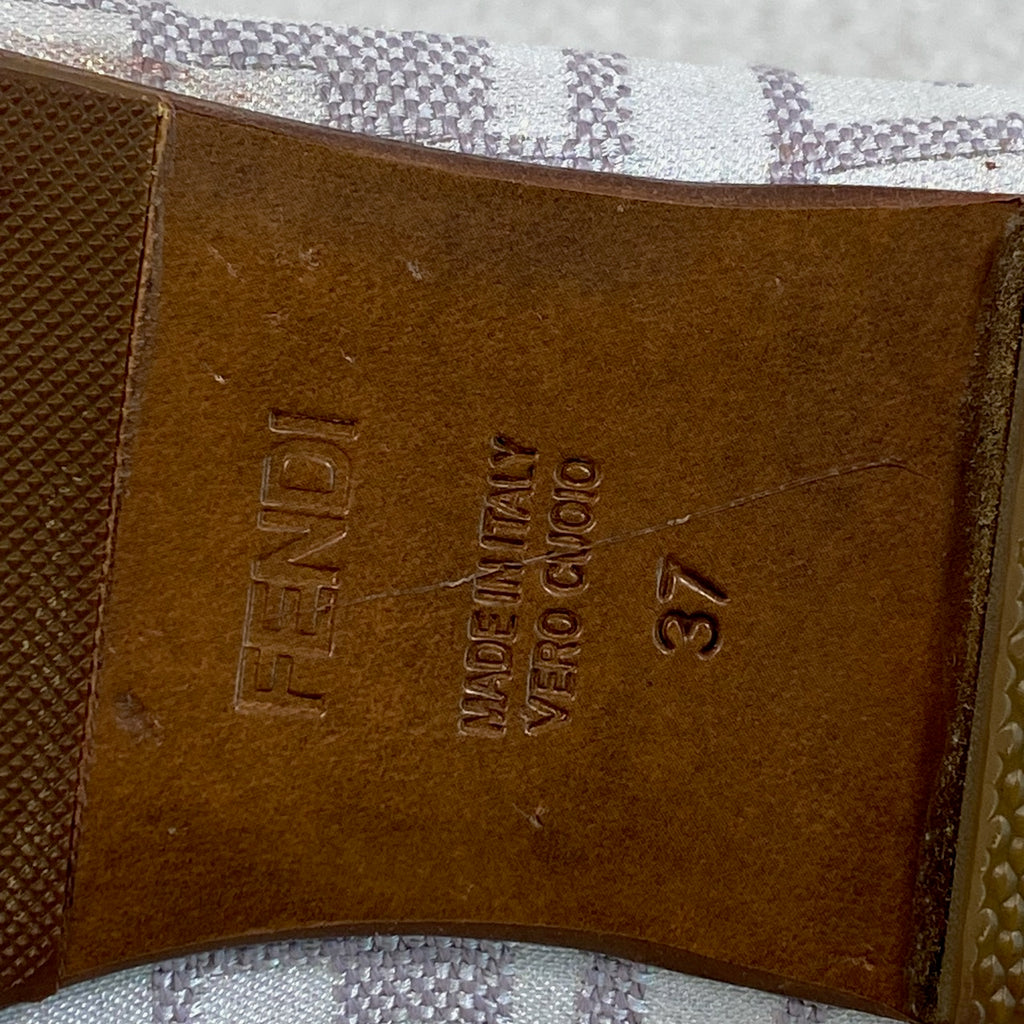 FENDI
MADE IN ITALY
VERO CUOIO
37